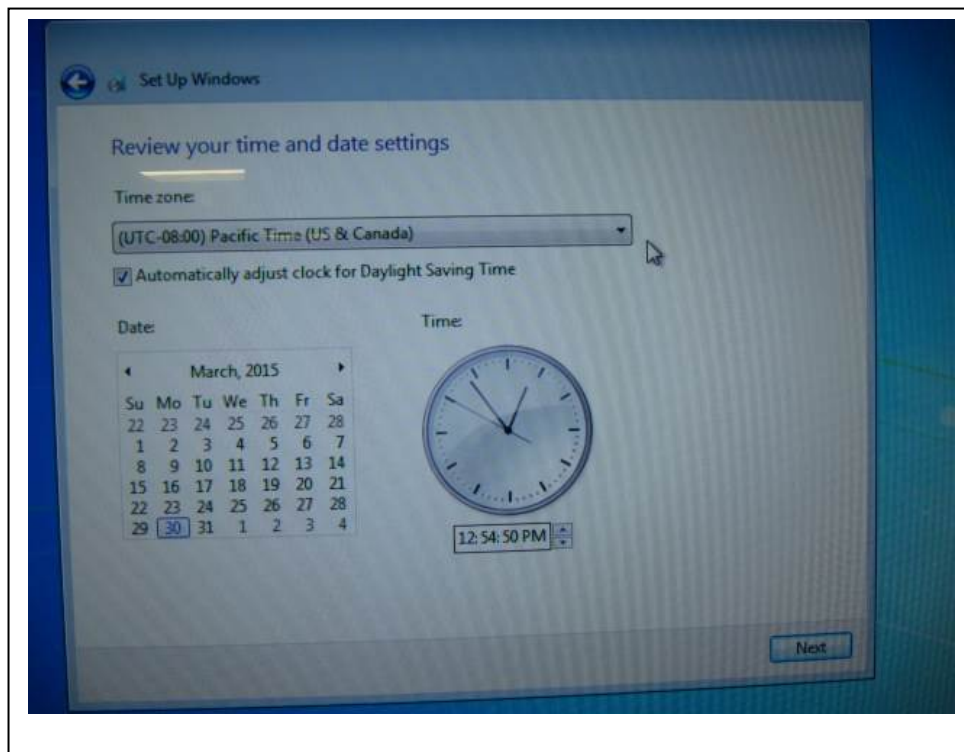 Set Up Windows
Review your time and date settings
Time zone:
(UTC-08:00) Pacific Time (US & Canada)
Automatically adjust clock for Daylight Saving Time
Date:
Time:
March, 2015
Su Mo Tu We Th Fr Sa
22 23 24 25 26 27 28
1 2 3 4 5 6 7
8 9 10 11 12 13 14
15 16 17 18 19 20 21
22 23 24 25 26 27 28
29 30 31 1 2 3 4
12:54:50 PM
Next